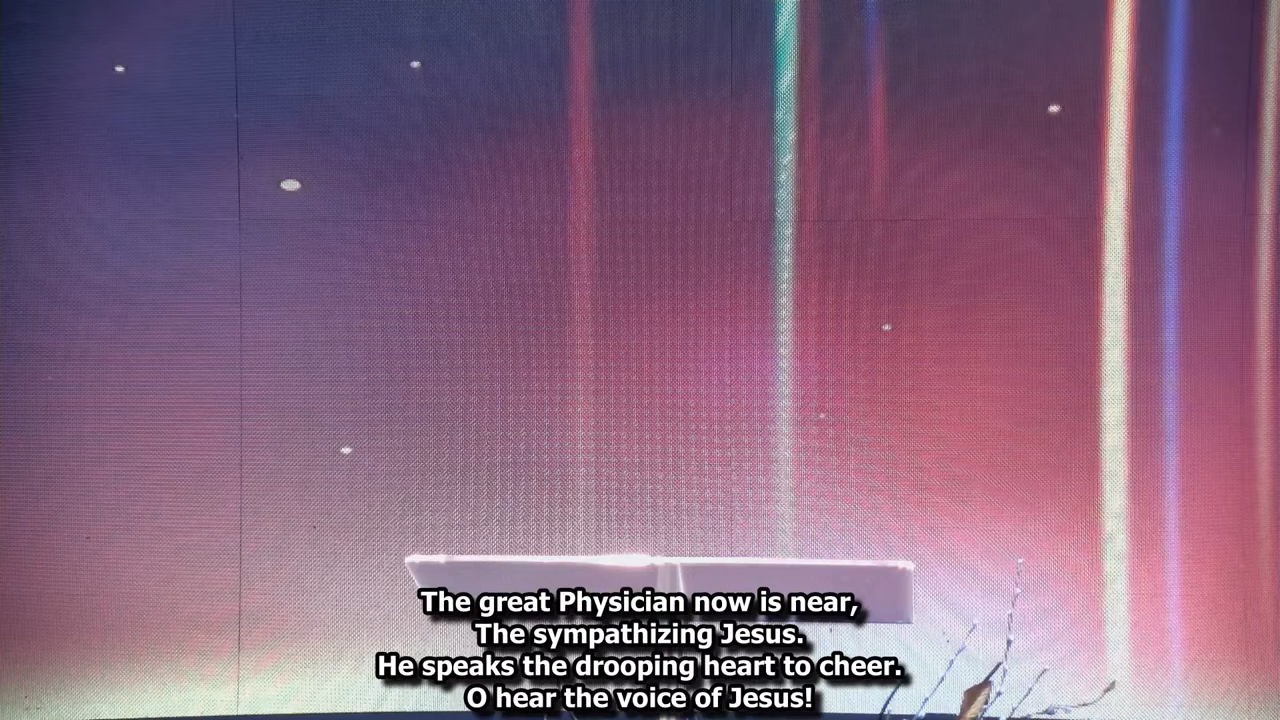 The great Physician now is near,
The sympathizing Jesus.
He speaks the drooping heart to cheer.
O hear the voice of Jesus!